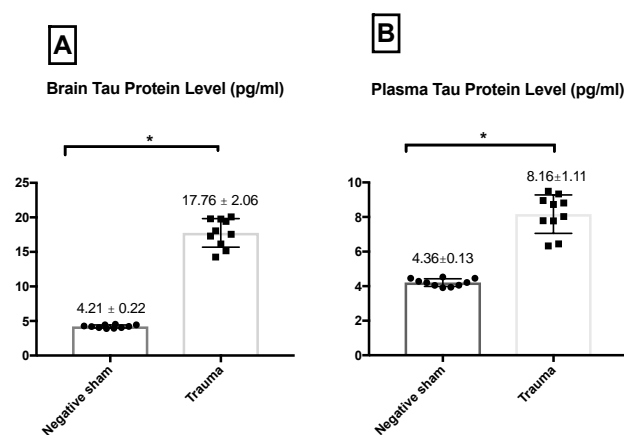 A
Brain Tau Protein Level (pg/ml)
*
17.76 ± 2.06
4.21 ± 0.22
25
20
15
10
5
0
Negative sham
Trauma
B
Plasma Tau Protein Level (pg/ml)
*
8.16±1.11
4.36±0.13
10
8
6
4
2
0
Negative sham
Trauma